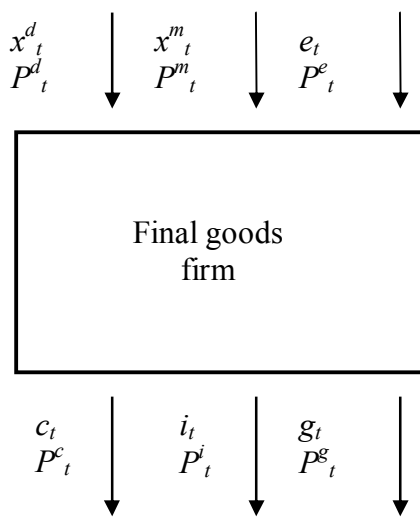 x^d_t x^m_t e_t
P^d_t P^m_t P^e_t
Final goods
firm
c_t i_t g_t
P^c_t P^i_t P^g_t